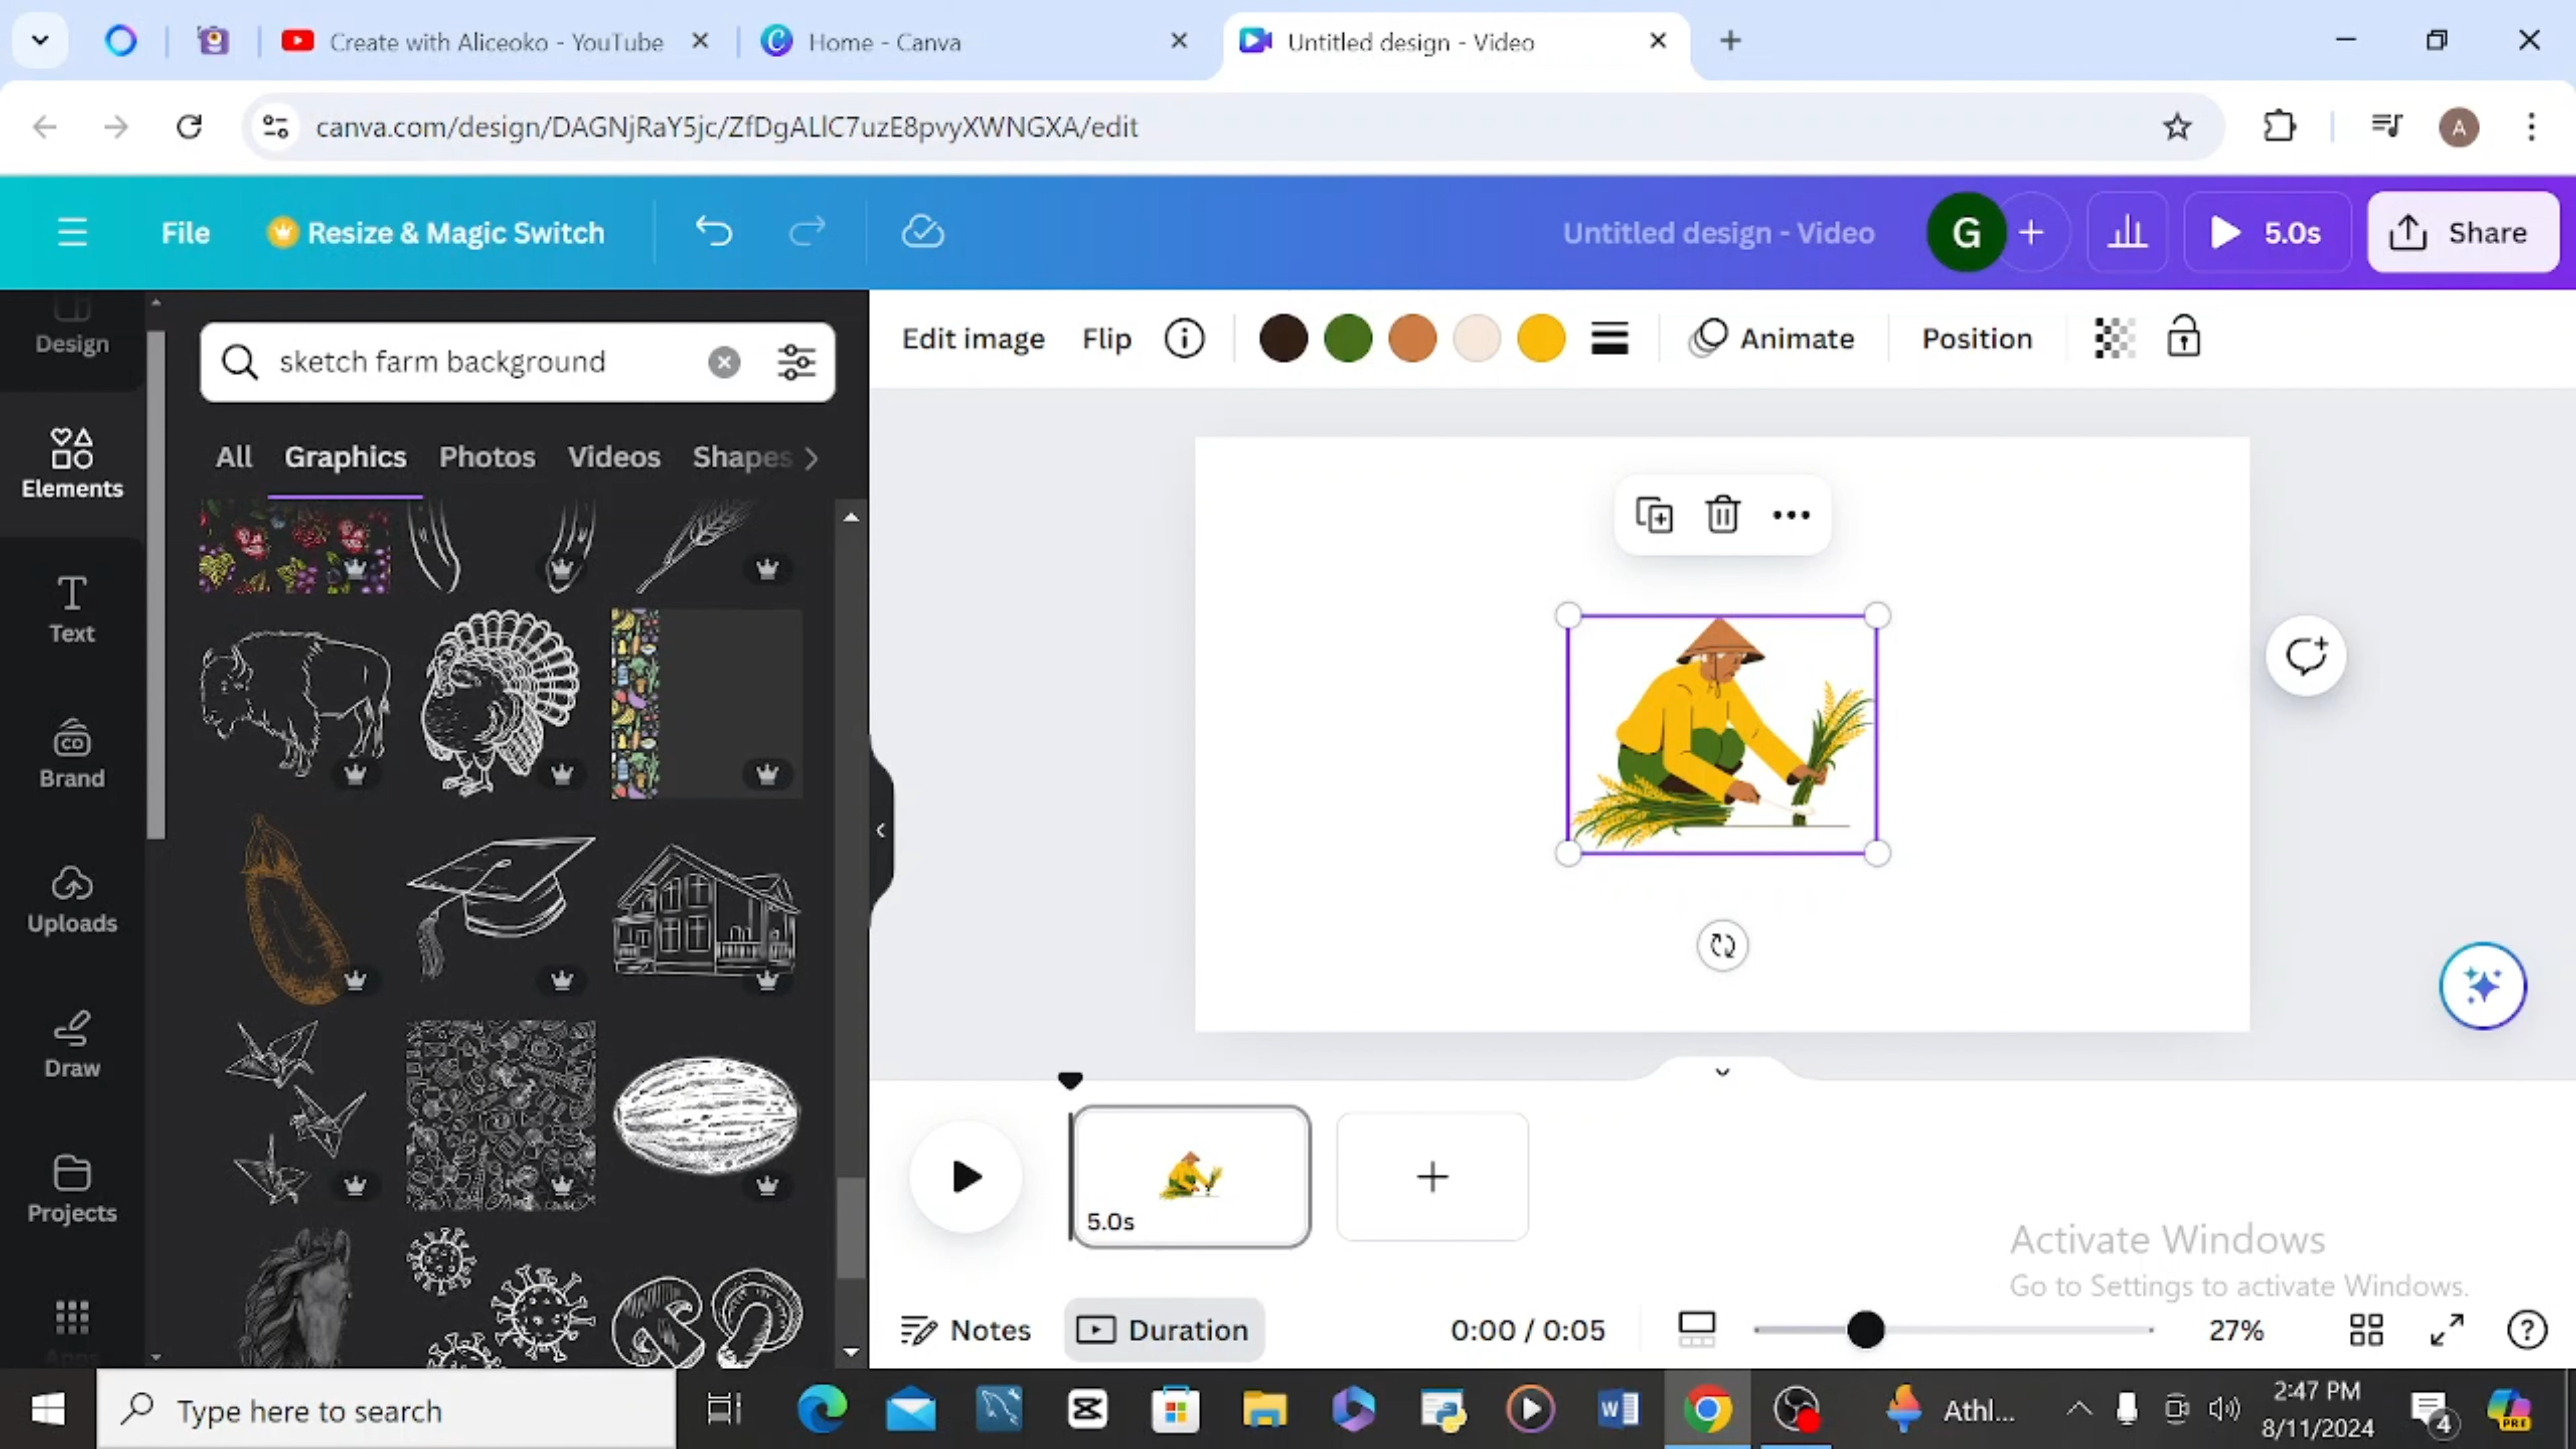 Create with Aliceoko - YouTube
Home - Canva
Untitled design - Video
canva.com/design/DAGNjRaY5jc/ZfDgALlC7uzE8pvyXWNGXA/edit
A
File
Resize & Magic Switch
Untitled design - Video
G
5.0s
Share
Design
Elements
Text
Brand
Uploads
Draw
Projects
Apps
sketch farm background
All
Graphics
Photos
Videos
Shapes
Edit image
Flip
Animate
Position
5.0s
Activate Windows
Go to Settings to activate Windows.
Notes
Duration
0:00 / 0:05
27%
Type here to search
Athl...
2:47 PM
8/11/2024
4
PRE